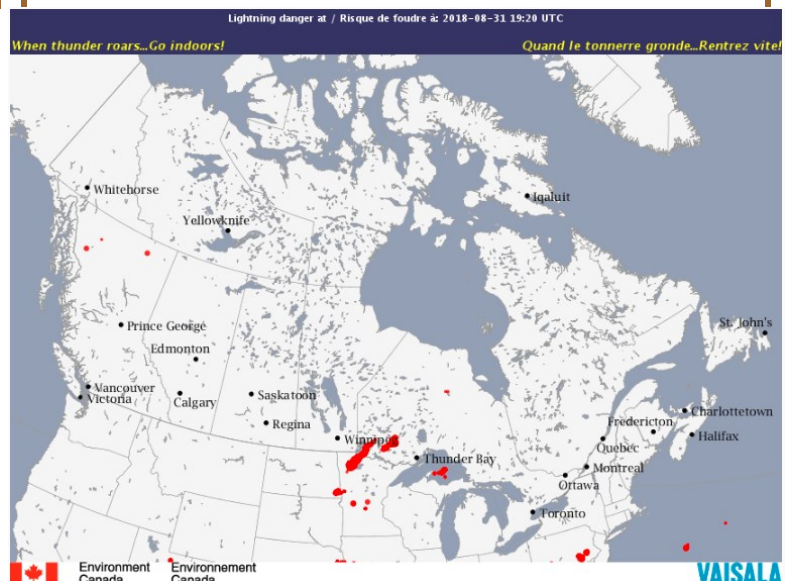 Lightning danger at / Risque de foudre à: 2018-08-31 19:20 UTC
When thunder roars...Go indoors!
Quand le tonnerre gronde...Rentrez vite!
Whitehorse
Iqaluit
Yellowknife
St. John's
Prince George
Edmonton
Vancouver
Victoria
Calgary
Saskatoon
Charlottetown
Fredericton
Regina
Halifax
Winnipeg
Quebec
Thunder Bay
Montreal
Ottawa
Toronto
Environment Canada
Environnement Canada
VAISALA